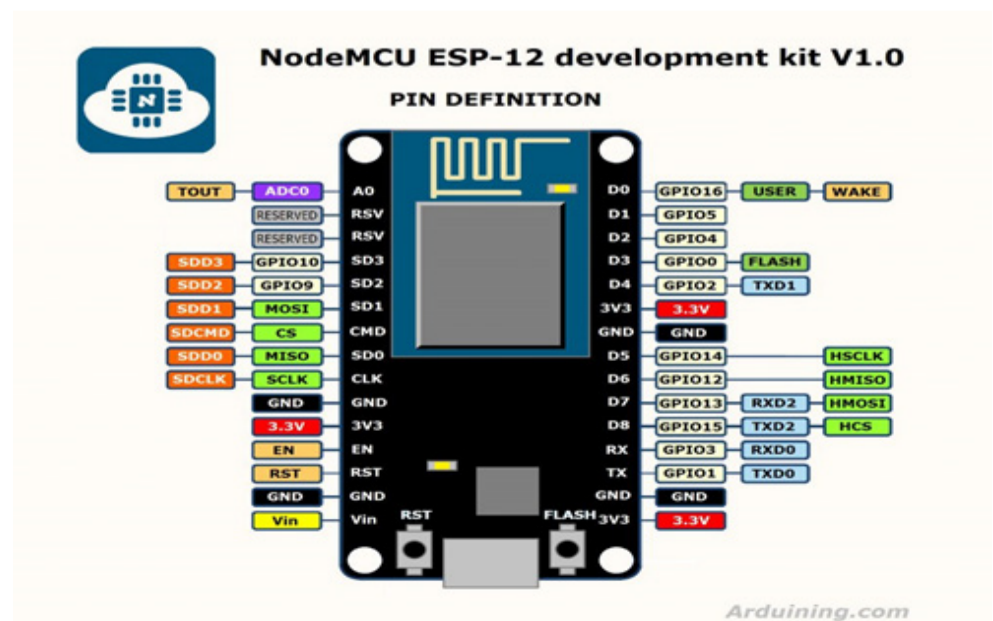 NodeMCU ESP-12 development kit V1.0
PIN DEFINITION
N
TOUT ADC0 A0 D0 GPIO16 USER WAKE
RESERVED RSV D1 GPIO5
RESERVED RSV D2 GPIO4
SDD3 GPIO10 SD3 D3 GPIO0 FLASH
SDD2 GPIO9 SD2 D4 GPIO2 TXD1
SDD1 MOSI SD1 3V3 3.3V
SDCMD CS CMD GND GND
SDD0 MISO SD0 D5 GPIO14 HSCLK
SDCLK SCLK CLK D6 GPIO12 HMISO
GND GND D7 GPIO13 RXD2 HMOSI
3.3V 3V3 D8 GPIO15 TXD2 HCS
EN EN RX GPIO3 RXD0
RST RST TX GPIO1 TXD0
GND GND GND GND
Vin Vin RST FLASH 3V3 3.3V
Arduining.com